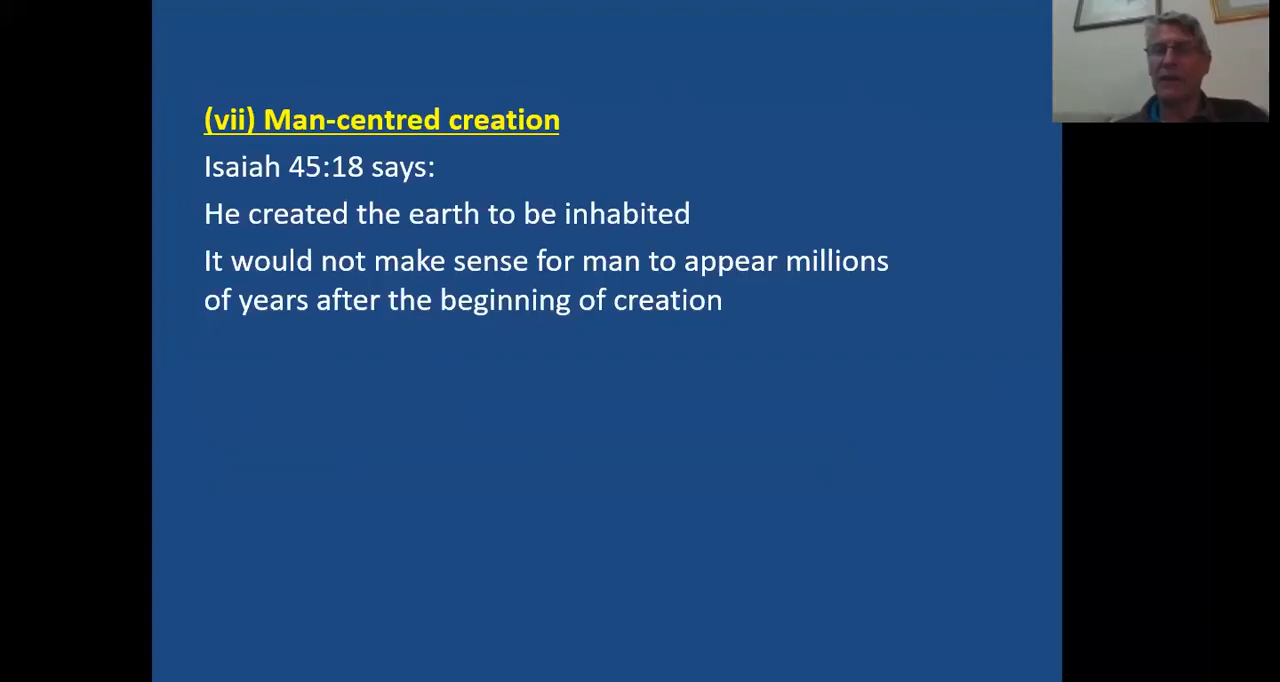 (vii) Man-centred creation
Isaiah 45:18 says:
He created the earth to be inhabited
It would not make sense for man to appear millions
of years after the beginning of creation